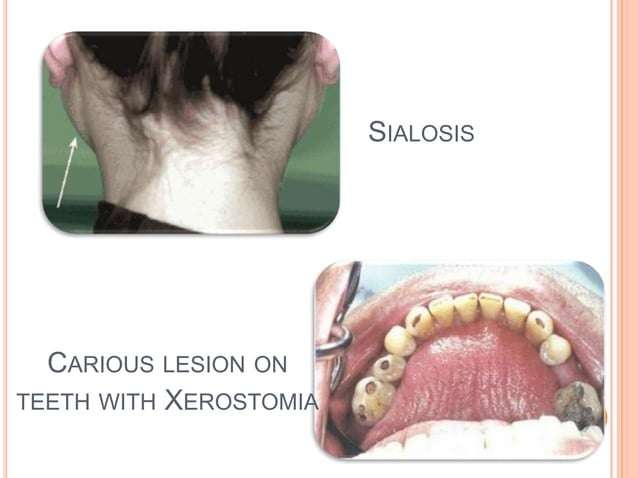 SIALOSIS
CARIOUS LESION ON
TEETH WITH XEROSTOMIA